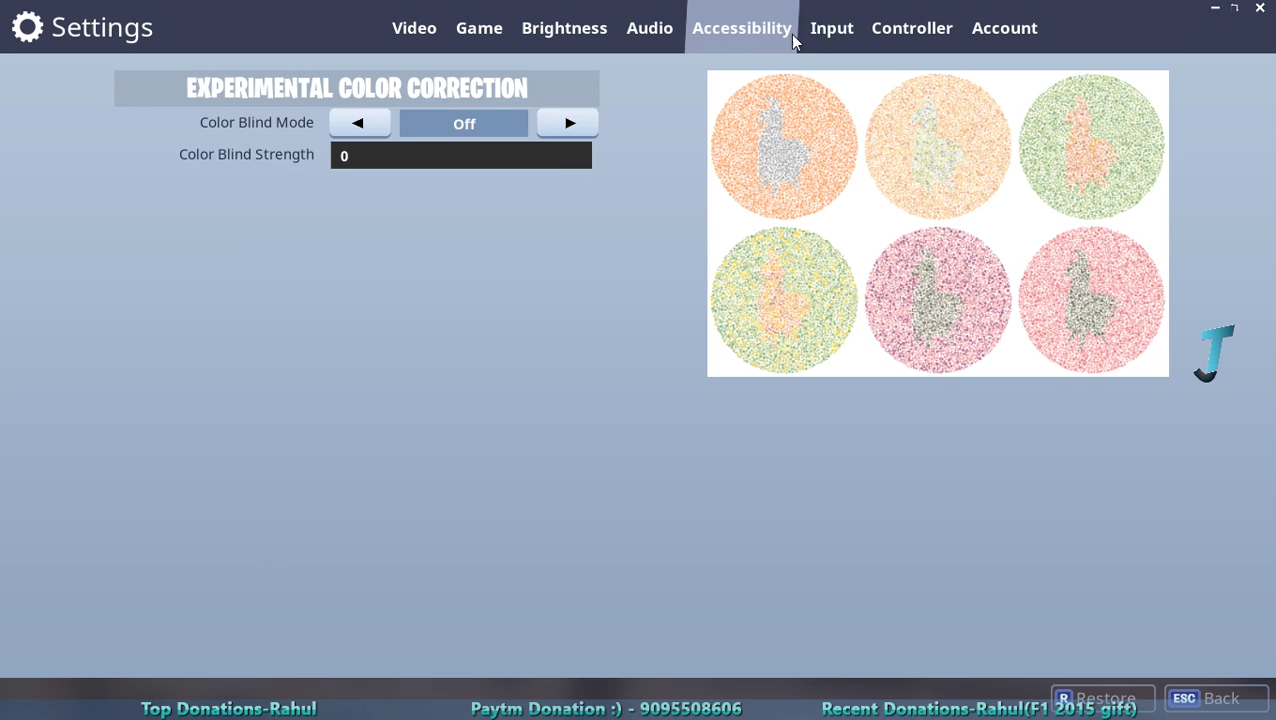 Settings
Video Game Brightness Audio Accessibility Input Controller Account
EXPERIMENTAL COLOR CORRECTION
Color Blind Mode Off
Color Blind Strength 0
J
R Restore ESC Back
Top Donations-Rahul Paytm Donation :) - 9095508606 Recent Donations-Rahul(F1 2015 gift)